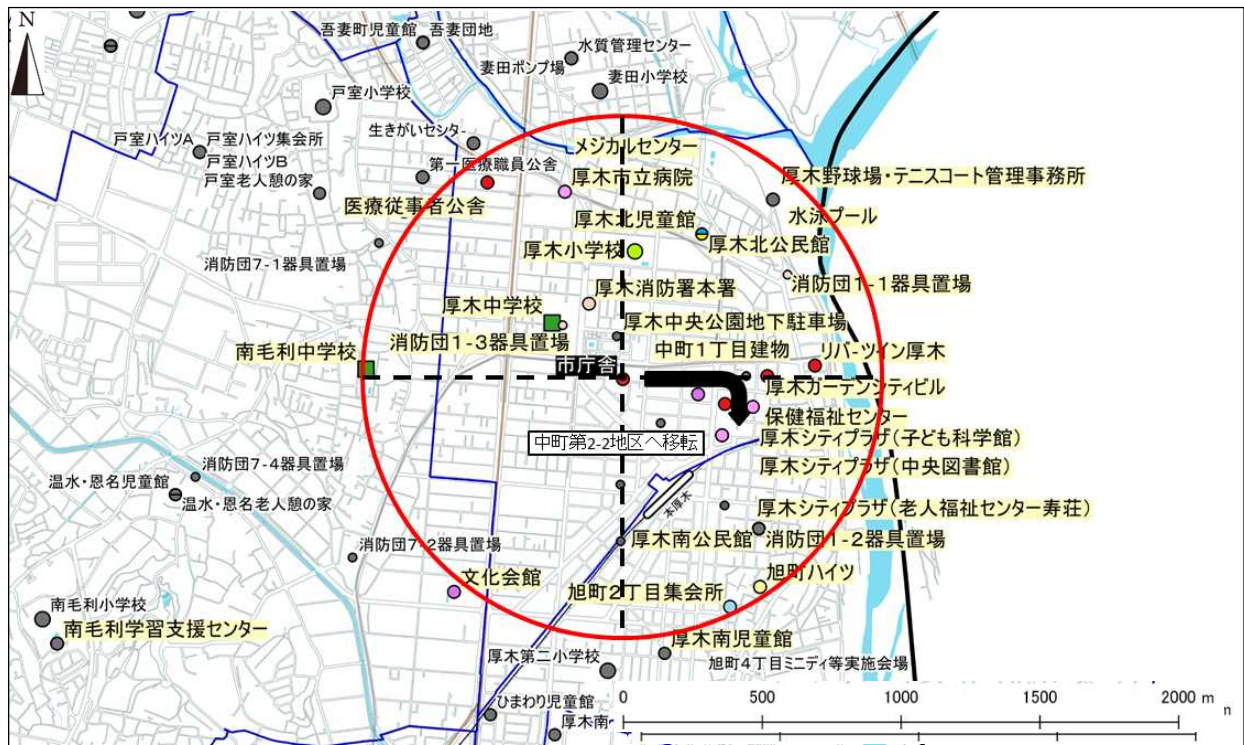 N
吾妻町児童館
吾妻団地
水質管理センター
妻田ポンプ場
妻田小学校
戸室小学校
生きがいセンター
戸室ハイツA
戸室ハイツ集会所
メジカルセンター
戸室ハイツB
第一医療職員公舎
厚木市立病院
厚木野球場・テニスコート管理事務所
戸室老人憩の家
医療従事者公舎
厚木北児童館
水泳プール
厚木小学校
厚木北公民館
消防団7-1器具置場
消防団1-1器具置場
厚木消防署本署
厚木中学校
厚木中央公園地下駐車場
消防団1-3器具置場
南毛利中学校
中町1丁目建物
リバーツイン厚木
市庁舎
厚木ガーデンシティビル
保健福祉センター
中町第2-2地区へ移転
厚木シティプラザ(子ども科学館)
消防団7-4器具置場
厚木シティプラザ(中央図書館)
温水・恩名児童館
温水・恩名老人憩の家
本厚木
厚木シティプラザ(老人福祉センター寿荘)
消防団7-2器具置場
厚木南公民館
消防団1-2器具置場
文化会館
旭町2丁目集会所
旭町ハイツ
南毛利小学校
南毛利学習支援センター
厚木南児童館
厚木第二小学校
旭町4丁目ミニデイ等実施会場
ひまわり児童館
厚木南
0 500 1000 1500 2000 m